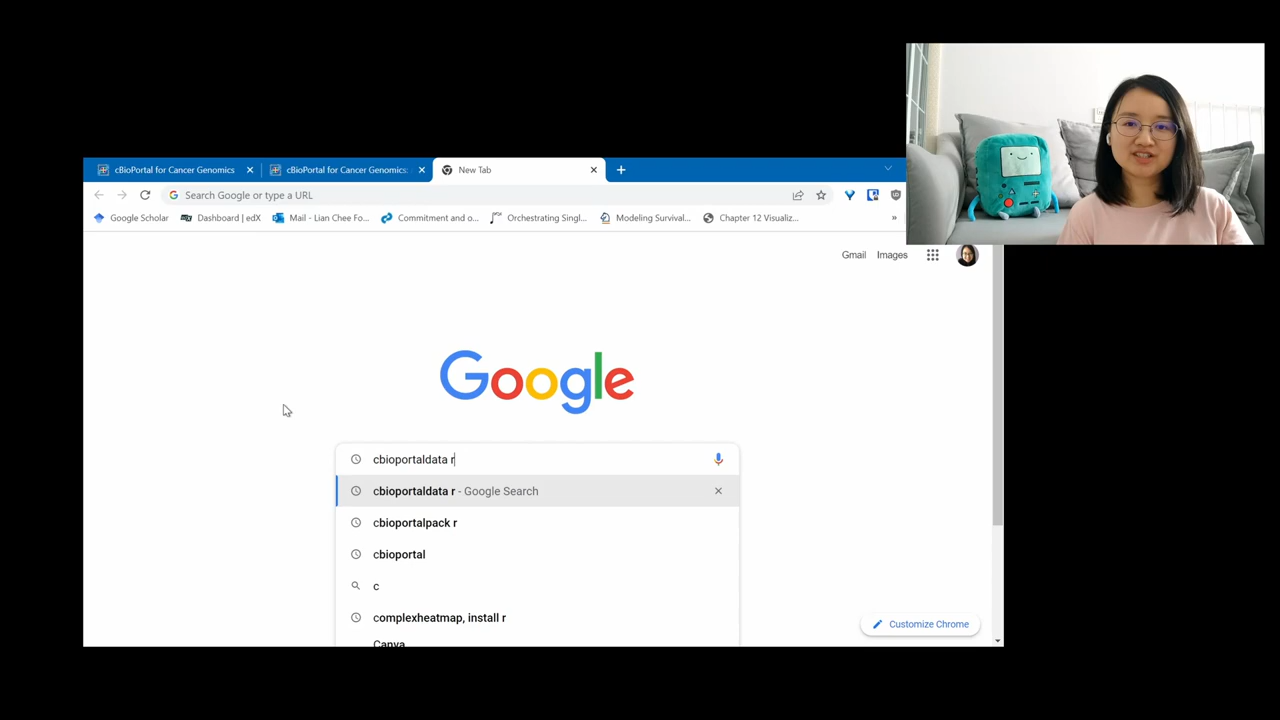 cBioPortal for Cancer Genomics
cBioPortal for Cancer Genomics:
New Tab
Search Google or type a URL
Google Scholar
Dashboard | edX
Mail - Lian Chee Fo...
Commitment and o...
Orchestrating Singl...
Modeling Survival...
Chapter 12 Visualiz...
»
Gmail
Images
Google
cbioportaldata r
cbioportaldata r - Google Search
cbioportalpack r
cbioportal
c
complexheatmap, install r
Canva
Customize Chrome